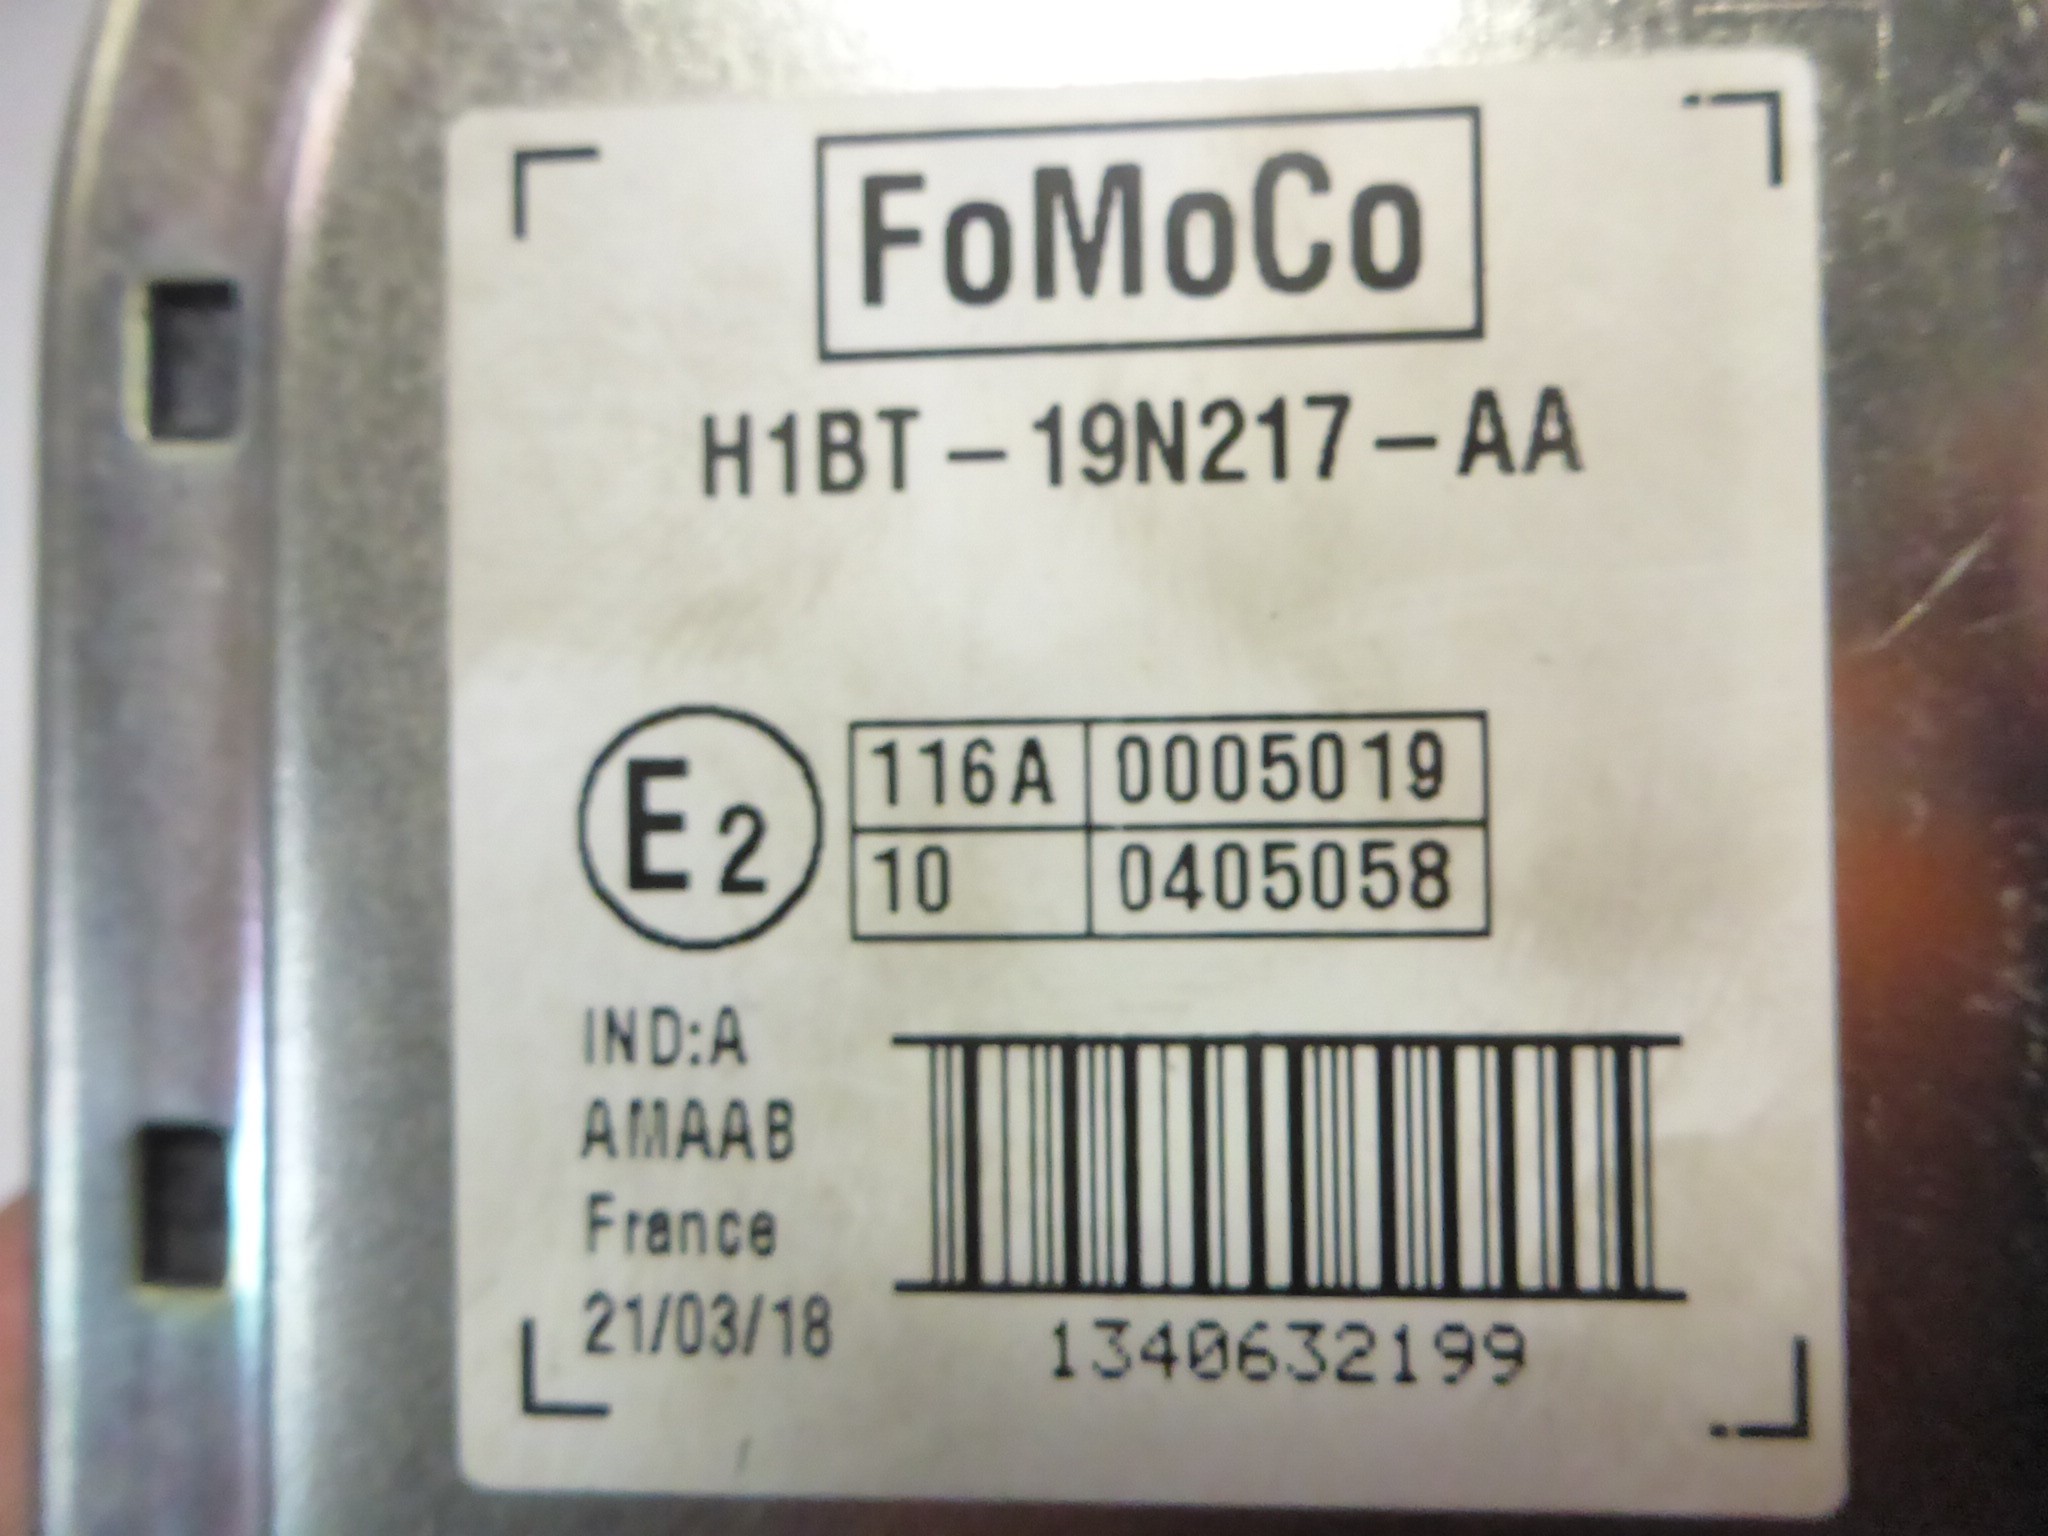 FoMoCo
H1BT-19N217-AA
E2
116A 0005019
10 0405058
IND:A
AMAAB
France
21/03/18
1340632199